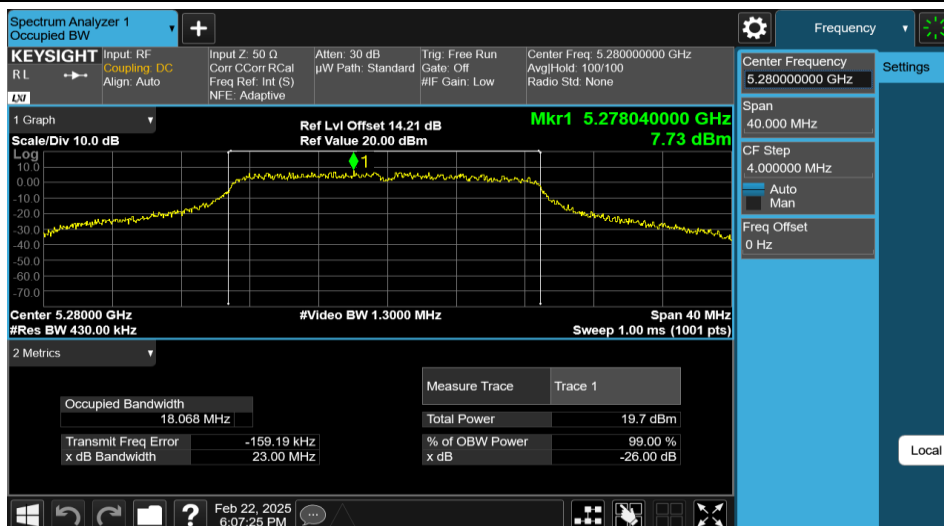 Spectrum Analyzer 1
Occupied BW
+
Frequency
KEYSIGHT
RL
LXI
Input: RF
Coupling: DC
Align: Auto
Input Z: 50 Ω
Corr CCorr RCal
Freq Ref: Int (S)
NFE: Adaptive
Atten: 30 dB
µW Path: Standard
Trig: Free Run
Gate: Off
#IF Gain: Low
Center Freq: 5.280000000 GHz
Avg|Hold: 100/100
Radio Std: None
Center Frequency
5.280000000 GHz
Settings
Span
40.000 MHz
CF Step
4.000000 MHz
Auto
Man
Freq Offset
0 Hz
1 Graph
Scale/Div 10.0 dB
Ref Lvl Offset 14.21 dB
Ref Value 20.00 dBm
Mkr1 5.278040000 GHz
7.73 dBm
Log
10.0
0.00
-10.0
-20.0
-30.0
-40.0
-50.0
-60.0
-70.0
1
Center 5.28000 GHz
#Res BW 430.00 kHz
#Video BW 1.3000 MHz
Span 40 MHz
Sweep 1.00 ms (1001 pts)
2 Metrics
Measure Trace Trace 1
Occupied Bandwidth
18.068 MHz
Total Power 19.7 dBm
Transmit Freq Error -159.19 kHz
% of OBW Power 99.00 %
x dB Bandwidth 23.00 MHz
x dB -26.00 dB
Local
?
Feb 22, 2025
6:07:25 PM